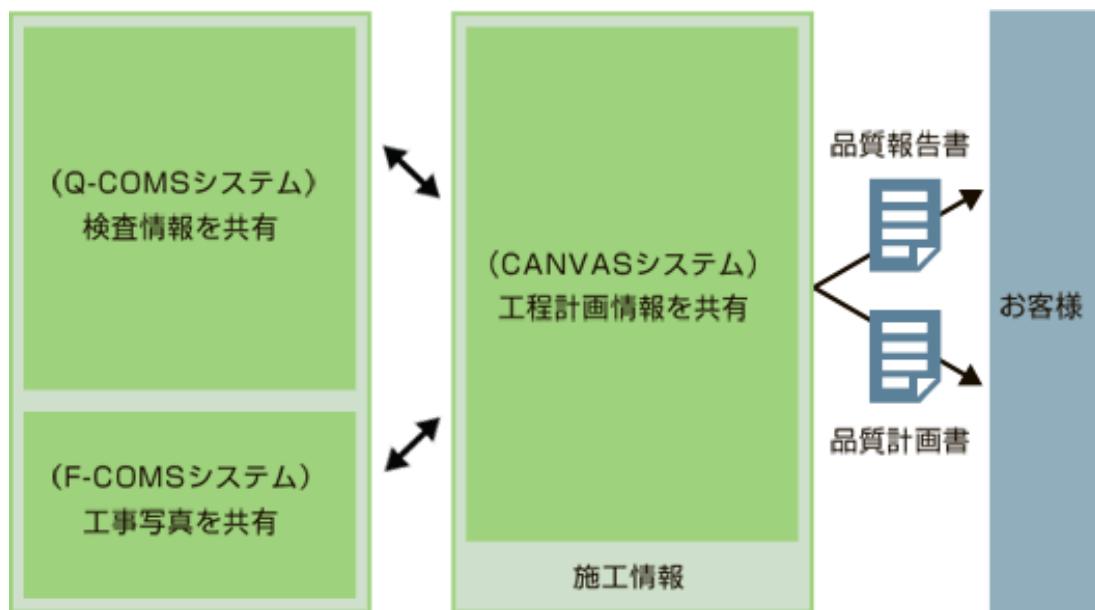 (Q-COMSシステム)
検査情報を共有
(F-COMSシステム)
工事写真を共有
(CANVASシステム)
工程計画情報を共有
施工情報
品質報告書
品質計画書
お客様